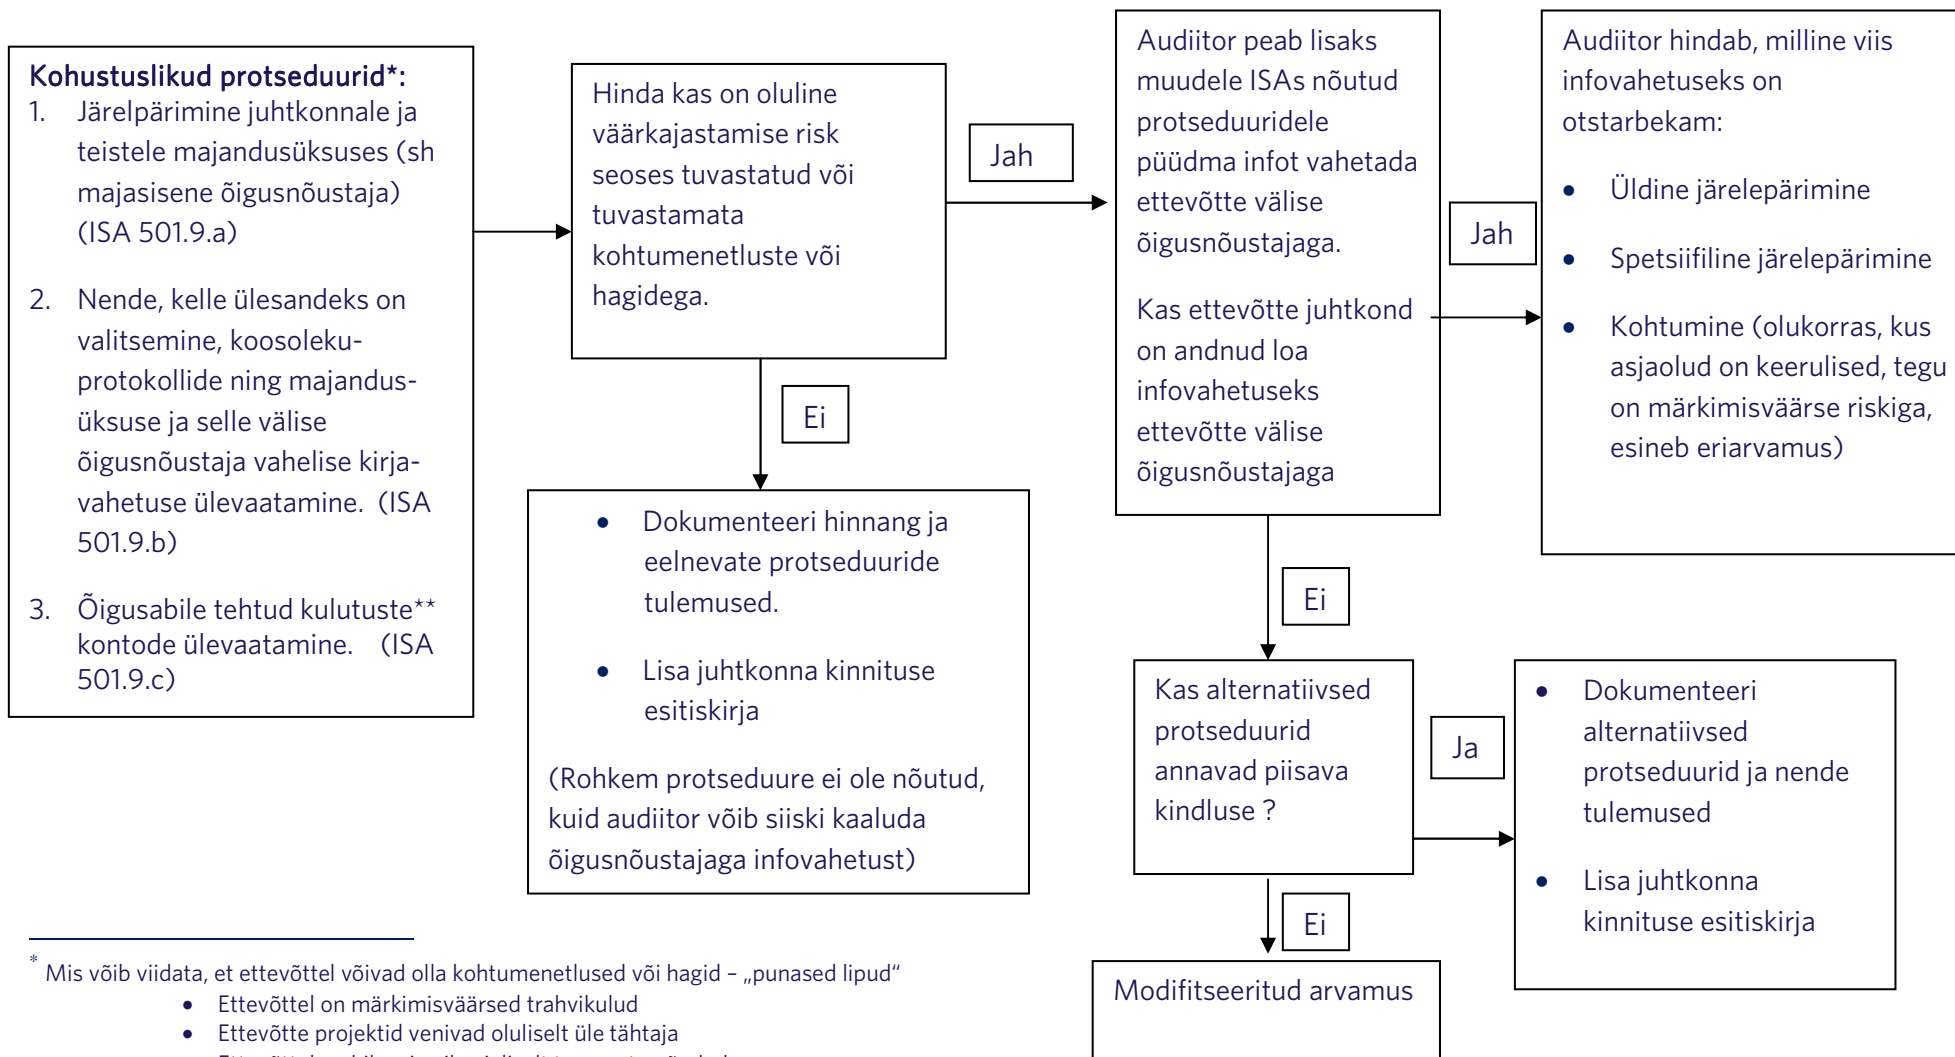 Kohustuslikud protseduurid*:
1. Järelpärimine juhtkonnale ja
teistele majandusüksuses (sh
majasisene õigusnõustaja)
(ISA 501.9.a)
2. Nende, kelle ülesandeks on
valitsemine, koosoleku-
protokollide ning majandus-
üksuse ja selle välise
õigusnõustaja vahelise kirja-
vahetuse ülevaatamine. (ISA
501.9.b)
3. Õigusabile tehtud kulutuste**
kontode ülevaatamine. (ISA
501.9.c)
Hinda kas on oluline
väärkajastamise risk
seoses tuvastatud või
tuvastamata
kohtumenetluste või
hagidega.
Jah
Ei
• Dokumenteeri hinnang ja
eelnevate protseduuride
tulemused.
• Lisa juhtkonna kinnituse
esitiskirja
(Rohkem protseduure ei ole nõutud,
kuid audiitor võib siiski kaaluda
õigusnõustajaga infovahetust)
Audiitor peab lisaks
muudele ISAs nõutud
protseduuridele
püüdma infot vahetada
ettevõtte välise
õigusnõustajaga.
Kas ettevõtte juhtkond
on andnud loa
infovahetuseks
ettevõtte välise
õigusnõustajaga
Jah
Audiitor hindab, milline viis
infovahetuseks on
otstarbekam:
• Üldine järelepärimine
• Spetsiifiline järelepärimine
• Kohtumine (olukorras, kus
asjaolud on keerulised, tegu
on märkimisväärse riskiga,
esineb eriarvamus)
Ei
Kas alternatiivsed
protseduurid
annavad piisava
kindluse ?
Ja
• Dokumenteeri
alternatiivsed
protseduurid ja nende
tulemused
• Lisa juhtkonna
kinnituse esitiskirja
Ei
Modifitseeritud arvamus
* Mis võib viidata, et ettevõttel võivad olla kohtumenetlused või hagid – „punased lipud“
• Ettevõttel on märkimisväärsed trahvikulud
• Ettevõtte projektid venivad oluliselt üle tähtaja